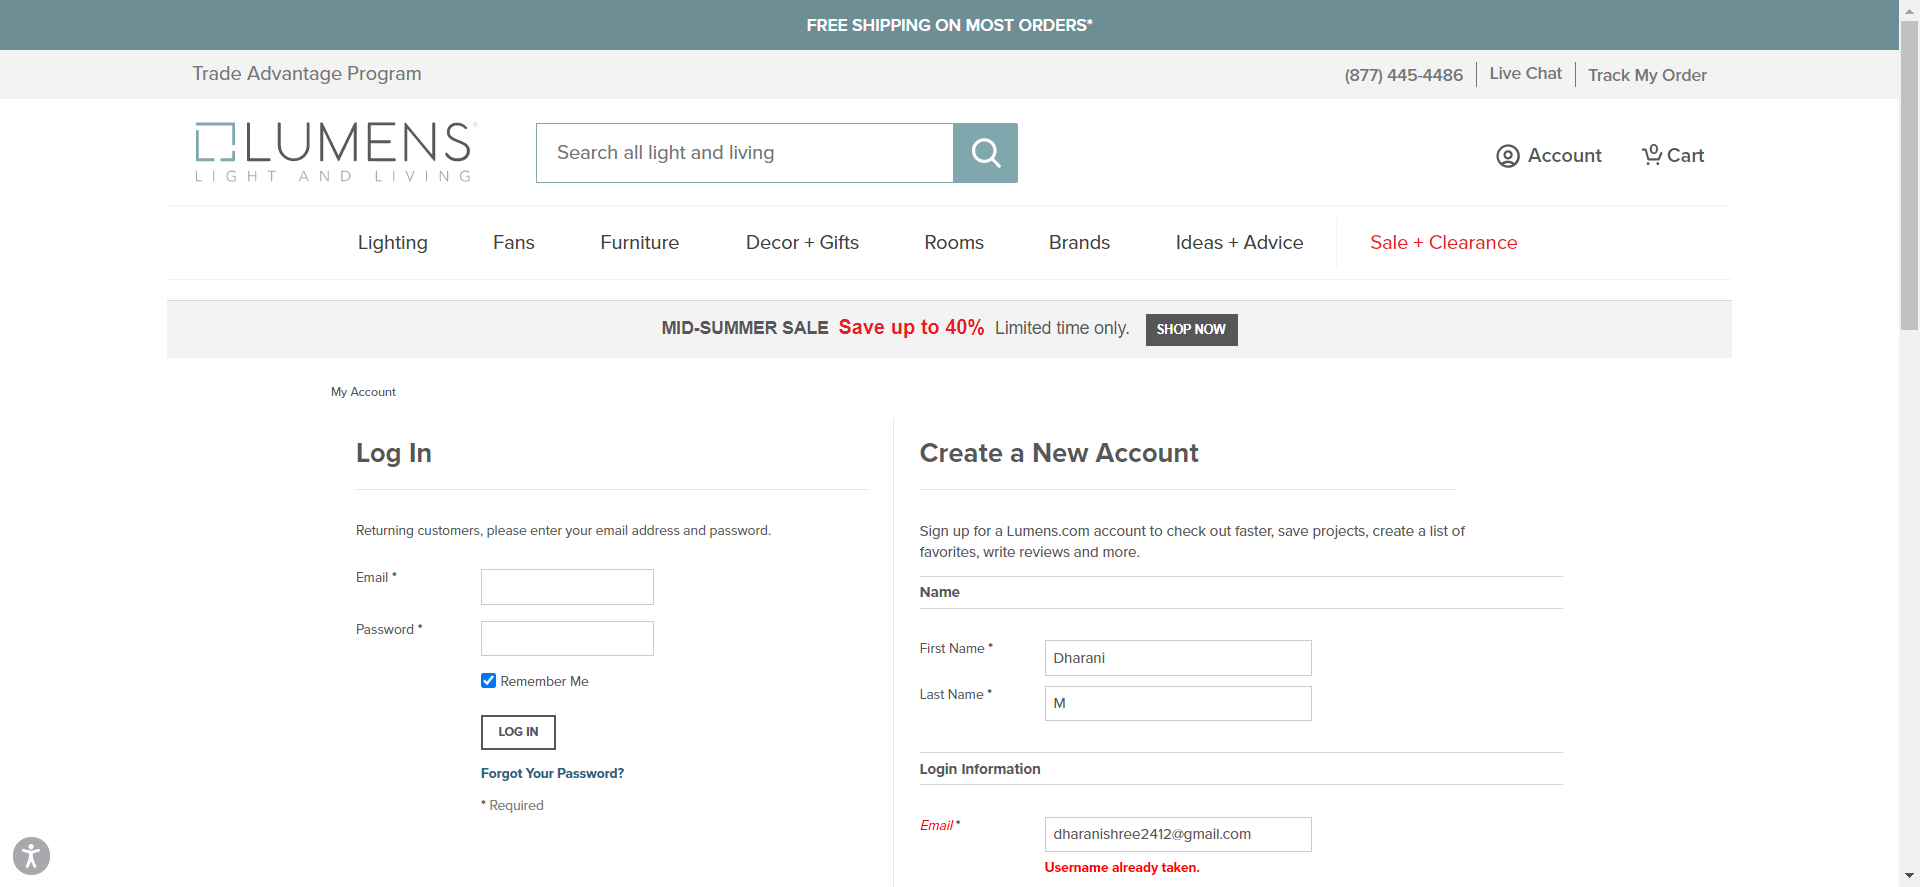 FREE SHIPPING ON MOST ORDERS*
Trade Advantage Program
(877) 445-4486
Live Chat
Track My Order
LUMENS
LIGHT AND LIVING
Search all light and living
Account
0
Cart
Lighting
Fans
Furniture
Decor + Gifts
Rooms
Brands
Ideas + Advice
Sale + Clearance
MID-SUMMER SALE Save up to 40% Limited time only. SHOP NOW
My Account
Log In
Returning customers, please enter your email address and password.
Email *
Password *
Remember Me
LOG IN
Forgot Your Password?
* Required
Create a New Account
Sign up for a Lumens.com account to check out faster, save projects, create a list of
favorites, write reviews and more.
Name
First Name * Dharani
Last Name * M
Login Information
Email * dharanishree2412@gmail.com
Username already taken.